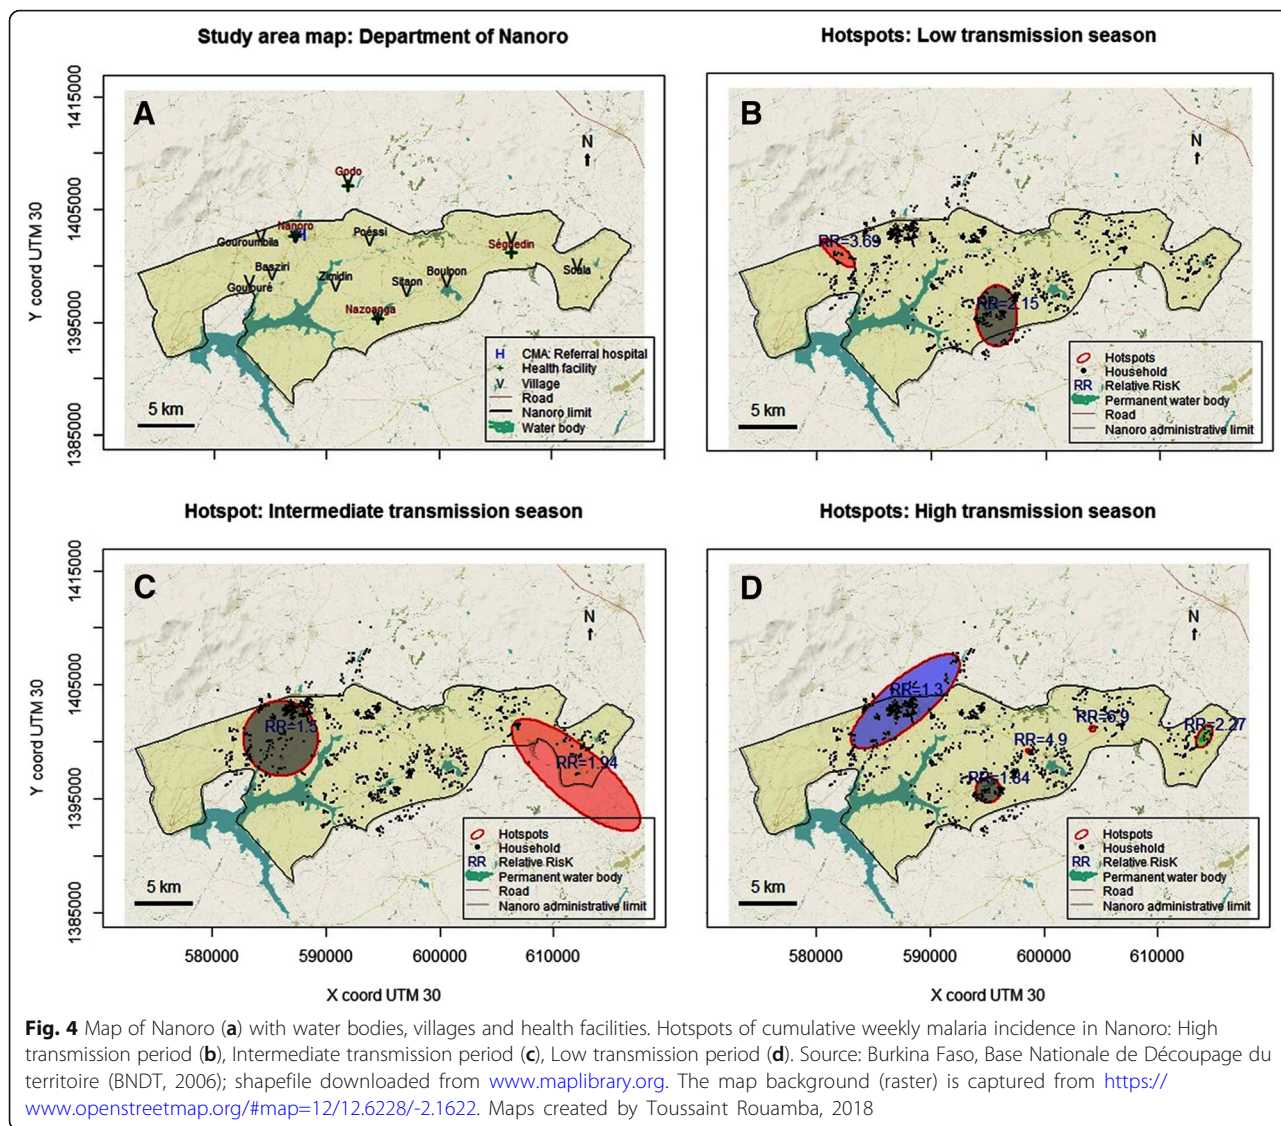 Study area map: Department of Nanoro
A
N
Godo
Nanoro
H
Gouroumbila
Poéssi
Séguedin
Basziri
Goulouré
Zimidin
Sitaon
Boulpon
Soala
Nazoanga
H CMA: Referral hospital
+ Health facility
V Village
Road
Nanoro limit
Water body
5 km
Y coord UTM 30
1415000
1405000
1395000
1385000
Hotspots: Low transmission season
B
N
RR=3.69
RR=2.15
Hotspots
Household
RR Relative RisK
Permanent water body
Road
Nanoro administrative limit
5 km
Hotspot: Intermediate transmission season
C
N
RR=1.5
RR=1.94
Hotspots
Household
RR Relative RisK
Permanent water body
Road
Nanoro administrative limit
5 km
Y coord UTM 30
1415000
1405000
1395000
1385000
580000 590000 600000 610000
X coord UTM 30
Hotspots: High transmission season
D
N
RR=1.3
RR=6.9
RR=2.27
RR=4.9
RR=1.84
Hotspots
Household
RR Relative RisK
Permanent water body
Road
Nanoro administrative limit
5 km
580000 590000 600000 610000
X coord UTM 30
Fig. 4 Map of Nanoro (a) with water bodies, villages and health facilities. Hotspots of cumulative weekly malaria incidence in Nanoro: High
transmission period (b), Intermediate transmission period (c), Low transmission period (d). Source: Burkina Faso, Base Nationale de Découpage du
territoire (BNDT, 2006); shapefile downloaded from www.maplibrary.org. The map background (raster) is captured from https://
www.openstreetmap.org/#map=12/12.6228/-2.1622. Maps created by Toussaint Rouamba, 2018